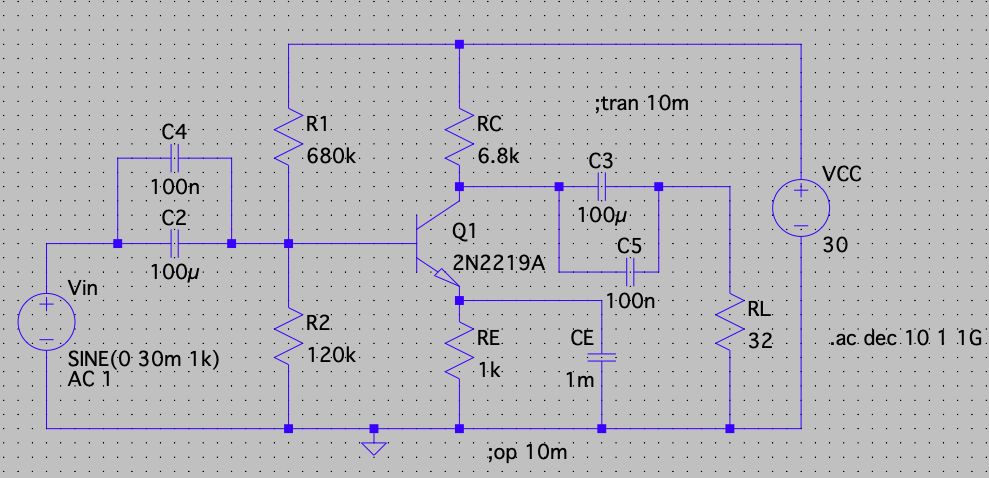 ;tran 10m
R1
680k
RC
6.8k
C4
100n
C3
100µ
VCC
30
C2
100µ
Q1
2N2219A
C5
100n
Vin
SINE(0 30m 1k)
AC 1
R2
120k
RE
1k
CE
1m
RL
32
.ac dec 10 1 1G
;op 10m